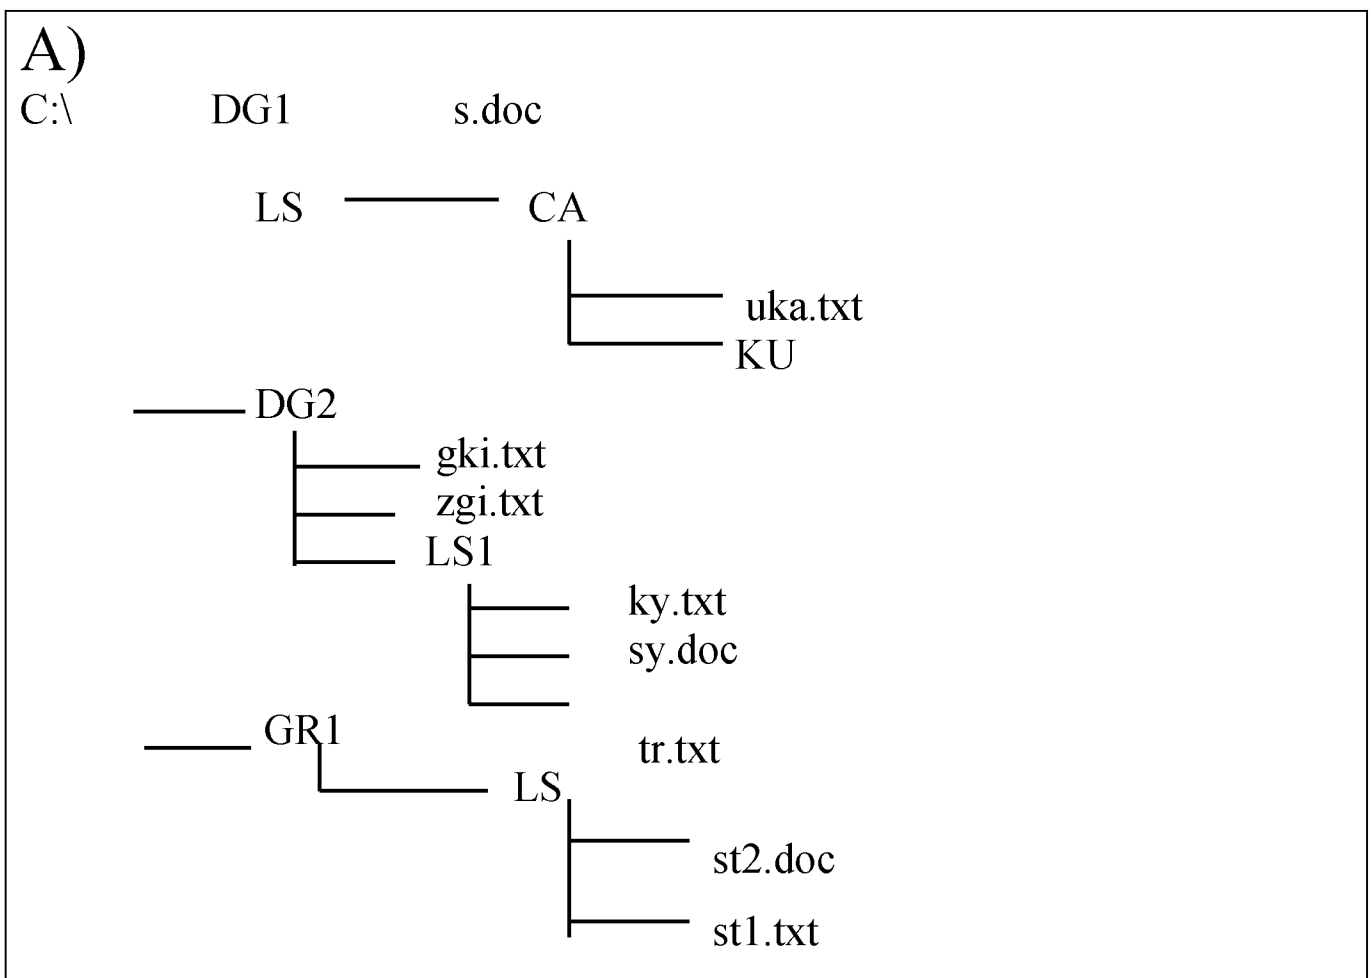 A)
C:\ DG1 s.doc
LS CA
uka.txt
KU
DG2
gki.txt
zgi.txt
LS1
ky.txt
sy.doc
GR1
tr.txt
LS
st2.doc
st1.txt